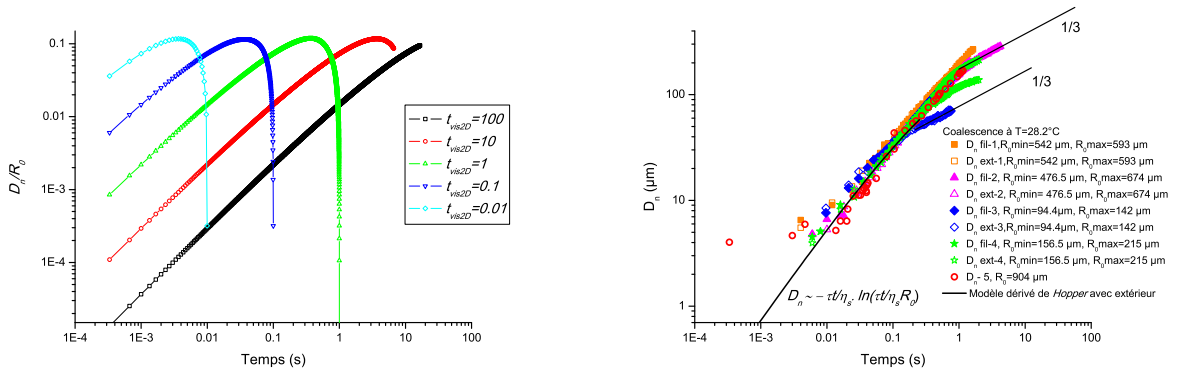 0.1
0.01
1E-3
1E-4
D_n/R_0
1E-4
1E-3
0.01
0.1
1
10
100
Temps (s)
t_vis2D=100
t_vis2D=10
t_vis2D=1
t_vis2D=0.1
t_vis2D=0.01
100
10
1
D_n (µm)
1/3
1/3
Coalescence à T=28.2°C
D_n fil-1,R_0min=542 µm, R_0max=593 µm
D_n ext-1,R_0min=542 µm, R_0max=593 µm
D_n fil-2, R_0min= 476.5 µm, R_0max=674 µm
D_n ext-2, R_0min= 476.5 µm, R_0max=674 µm
D_n fil-3, R_0min=94.4µm, R_0max=142 µm
D_n ext-3,R_0min=94.4µm, R_0max=142 µm
D_n fil-4, R_0min=156.5 µm, R_0max=215 µm
D_n ext-4, R_0min=156.5 µm, R_0max=215 µm
D_n- 5, R_0=904 µm
Modèle dérivé de Hopper avec extérieur
D_n ~ - τt/η_s. ln(τt/η_sR_0)
1E-4
1E-3
0.01
0.1
1
10
100
Temps (s)